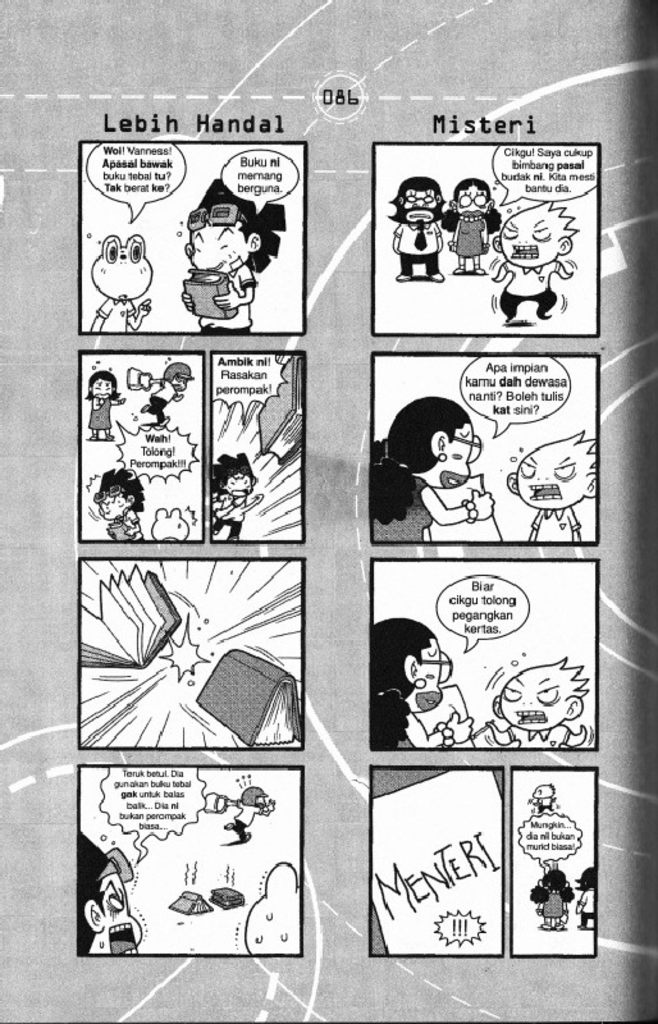 086
Lebih Handal
Woi! Vanness!
Apasal bawak
buku tebal tu?
Tak berat ke?
Buku ni
memang
berguna.
Wah!
Tolong!
Perompak!!!
Ambik ni!
Rasakan
perompak!
Teruk betul. Dia
gunakan buku tebal
gak untuk balas
balik... Dia ni
bukan perompak
biasa...
Misteri
Cikgu! Saya cukup
bimbang pasal
budak ni. Kita mesti
bantu dia.
Apa impian
kamu dah dewasa
nanti? Boleh tulis
kat sini?
Biar
cikgu tolong
pegangkan
kertas.
MENTERI
!!!
Mungkin...
dia ni bukan
murid biasa!